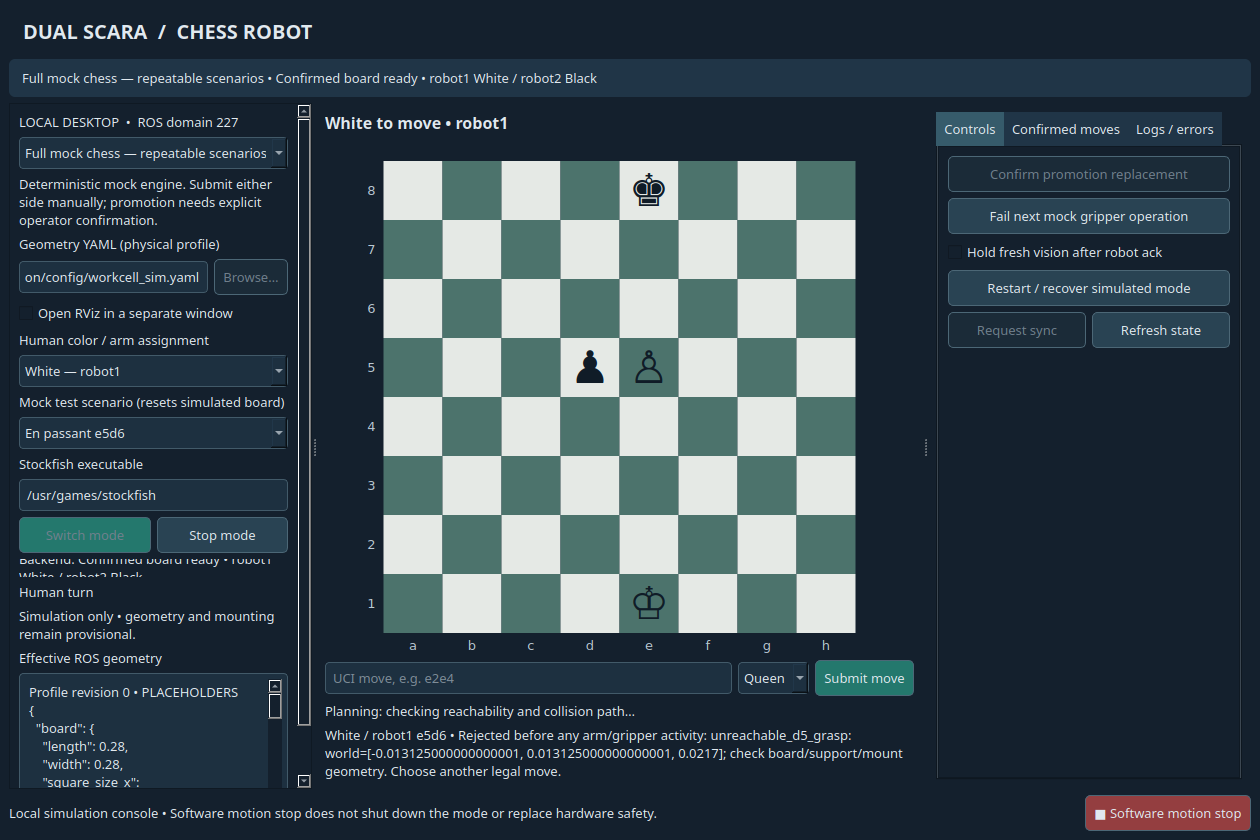 DUAL SCARA / CHESS ROBOT
Full mock chess — repeatable scenarios • Confirmed board ready • robot1 White / robot2 Black
LOCAL DESKTOP • ROS domain 227
Full mock chess — repeatable scenarios
Deterministic mock engine. Submit either
side manually; promotion needs explicit
operator confirmation.
Geometry YAML (physical profile)
on/config/workcell_sim.yaml
Browse...
Open RViz in a separate window
Human color / arm assignment
White — robot1
Mock test scenario (resets simulated board)
En passant e5d6
Stockfish executable
/usr/games/stockfish
Switch mode
Stop mode
Backend: Confirmed board ready • robot1
White / robot2 Black
Human turn
Simulation only • geometry and mounting
remain provisional.
Effective ROS geometry
Profile revision 0 • PLACEHOLDERS
{
"board": {
"length": 0.28,
"width": 0.28,
"square_size_x":
White to move • robot1
8
7
6
5
4
3
2
1
a b c d e f g h
UCI move, e.g. e2e4
Queen
Submit move
Planning: checking reachability and collision path...
White / robot1 e5d6 • Rejected before any arm/gripper activity: unreachable_d5_grasp:
world=[-0.013125000000000001, 0.013125000000000001, 0.0217]; check board/support/mount
geometry. Choose another legal move.
Controls
Confirmed moves
Logs / errors
Confirm promotion replacement
Fail next mock gripper operation
Hold fresh vision after robot ack
Restart / recover simulated mode
Request sync
Refresh state
Local simulation console • Software motion stop does not shut down the mode or replace hardware safety.
Software motion stop